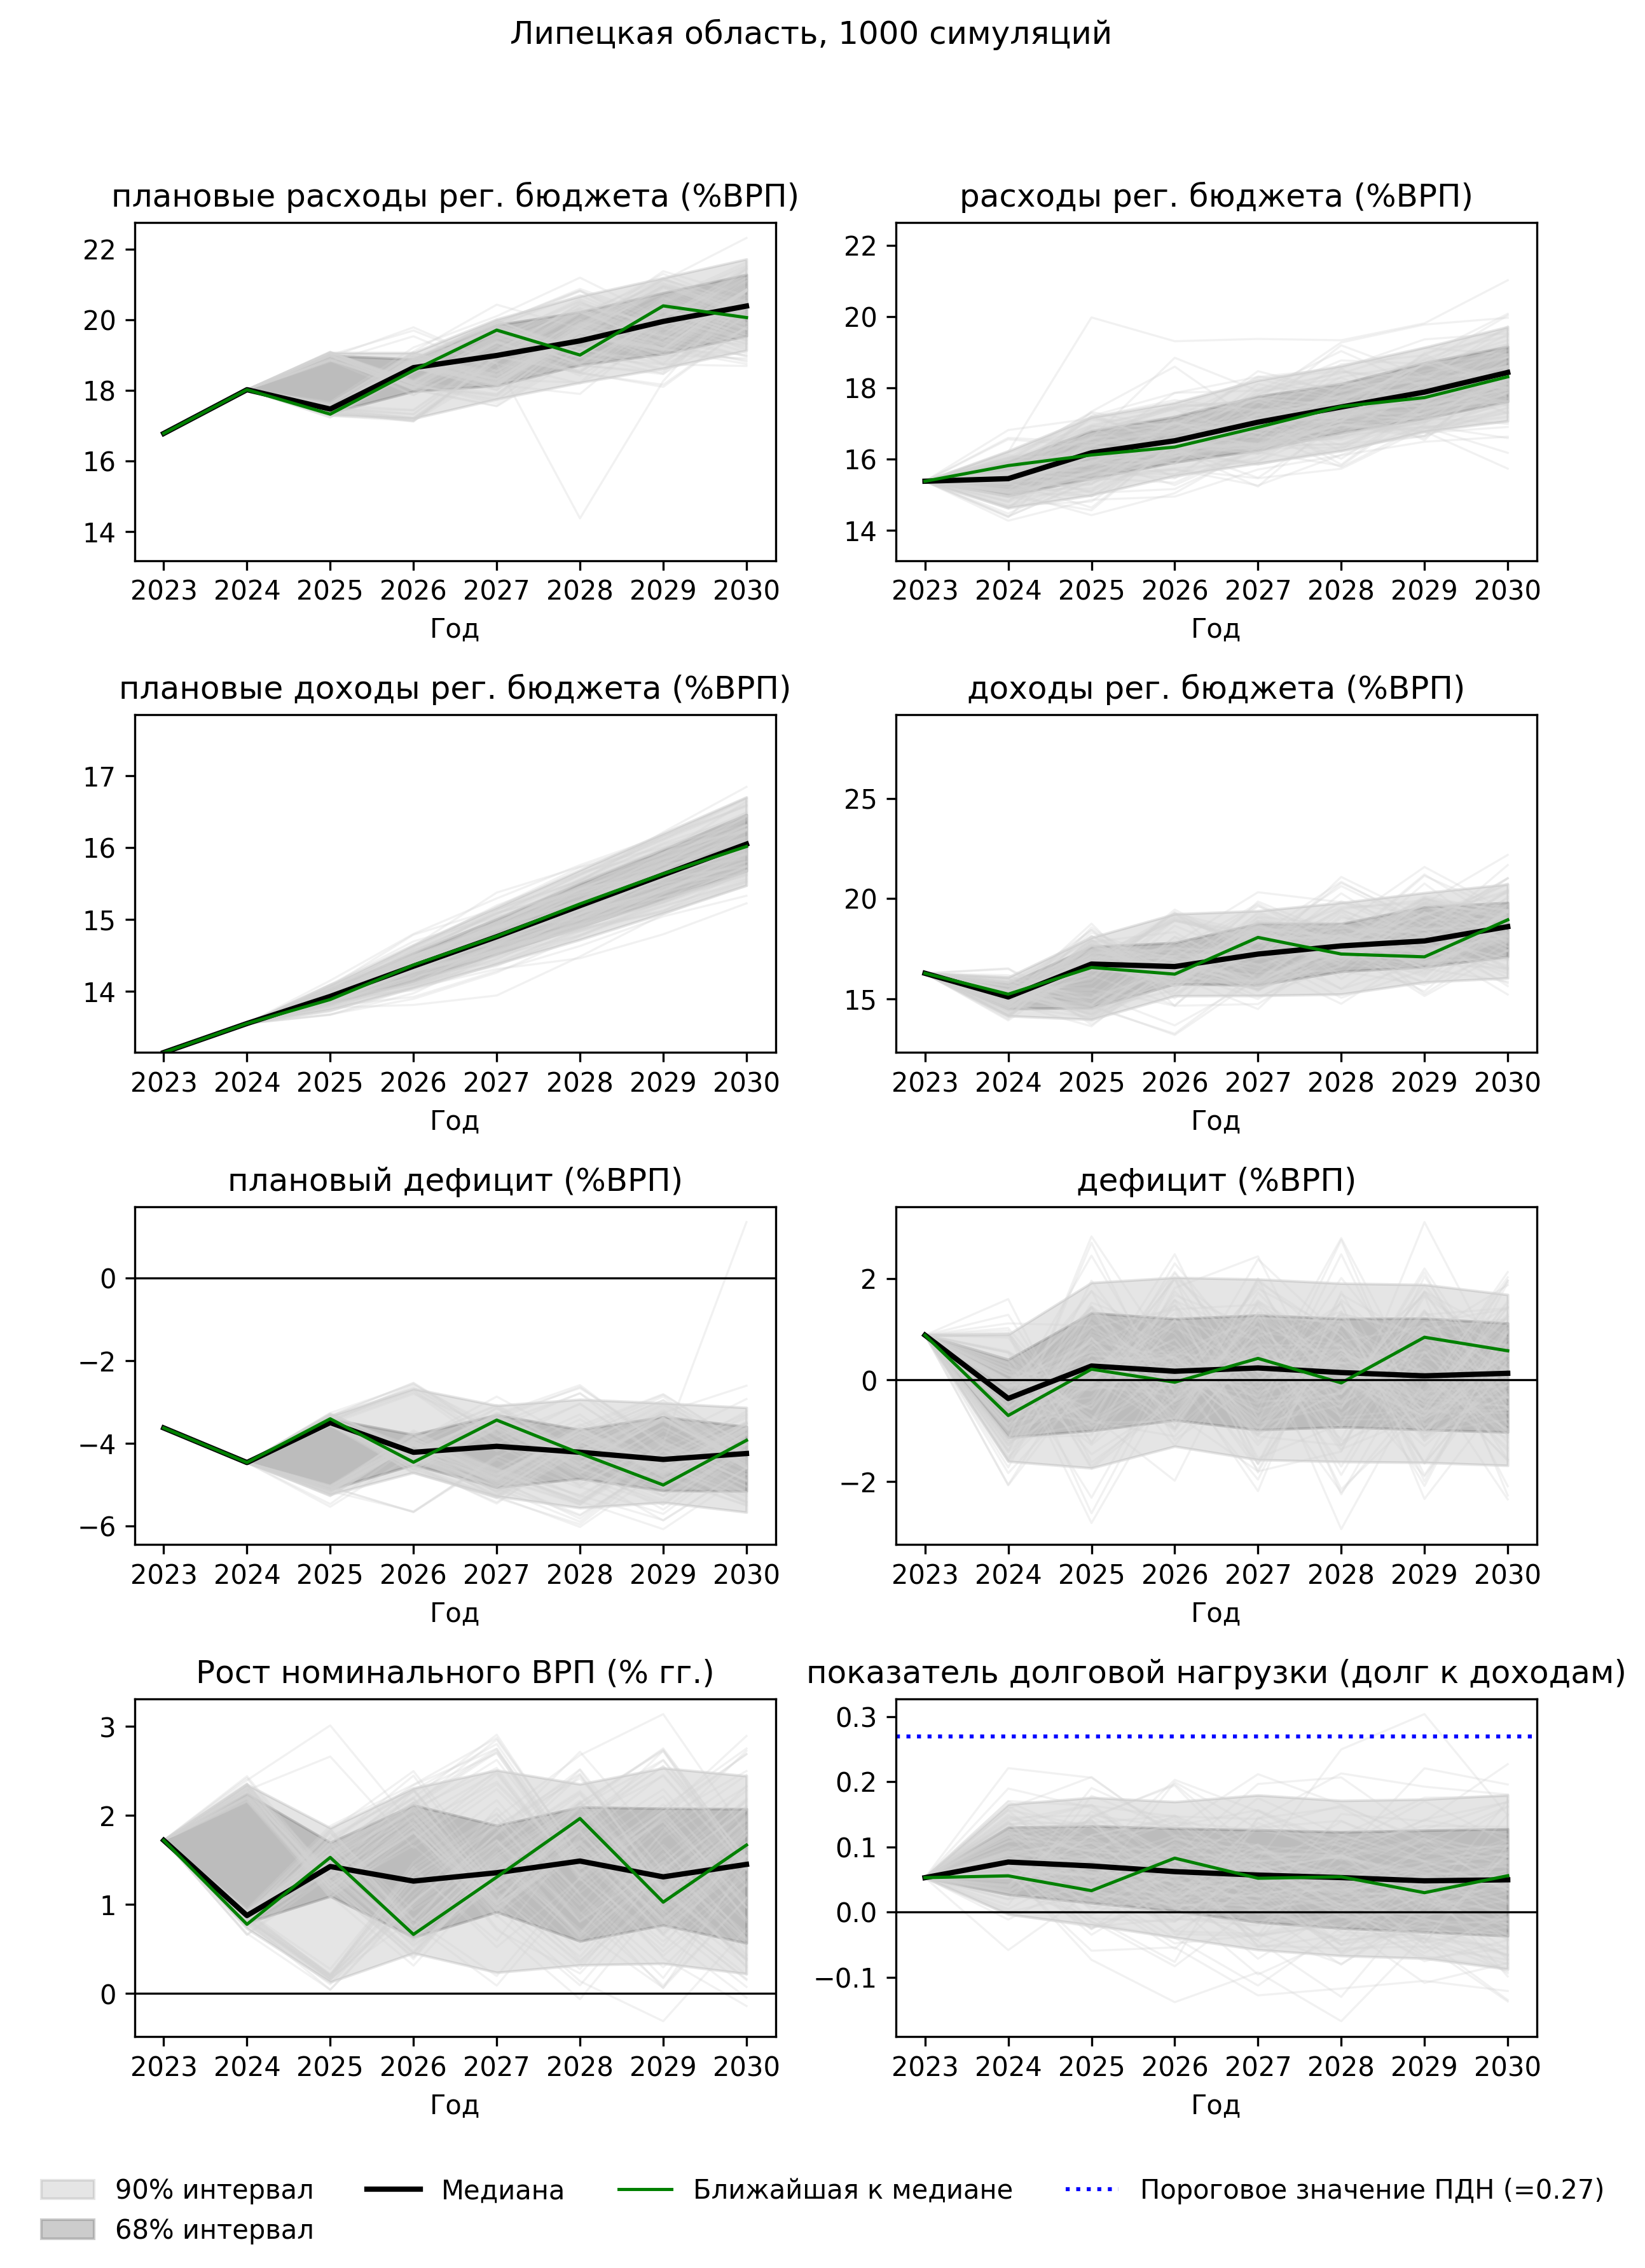 Липецкая область, 1000 симуляций
плановые расходы рег. бюджета (%ВРП)
22
20
18
16
14
2023 2024 2025 2026 2027 2028 2029 2030
Год
расходы рег. бюджета (%ВРП)
22
20
18
16
14
2023 2024 2025 2026 2027 2028 2029 2030
Год
плановые доходы рег. бюджета (%ВРП)
17
16
15
14
2023 2024 2025 2026 2027 2028 2029 2030
Год
доходы рег. бюджета (%ВРП)
25
20
15
2023 2024 2025 2026 2027 2028 2029 2030
Год
плановый дефицит (%ВРП)
0
−2
−4
−6
2023 2024 2025 2026 2027 2028 2029 2030
Год
дефицит (%ВРП)
2
0
−2
2023 2024 2025 2026 2027 2028 2029 2030
Год
Рост номинального ВРП (% гг.)
3
2
1
0
2023 2024 2025 2026 2027 2028 2029 2030
Год
показатель долговой нагрузки (долг к доходам)
0.3
0.2
0.1
0.0
−0.1
2023 2024 2025 2026 2027 2028 2029 2030
Год
90% интервал
68% интервал
Медиана
Ближайшая к медиане
Пороговое значение ПДН (=0.27)